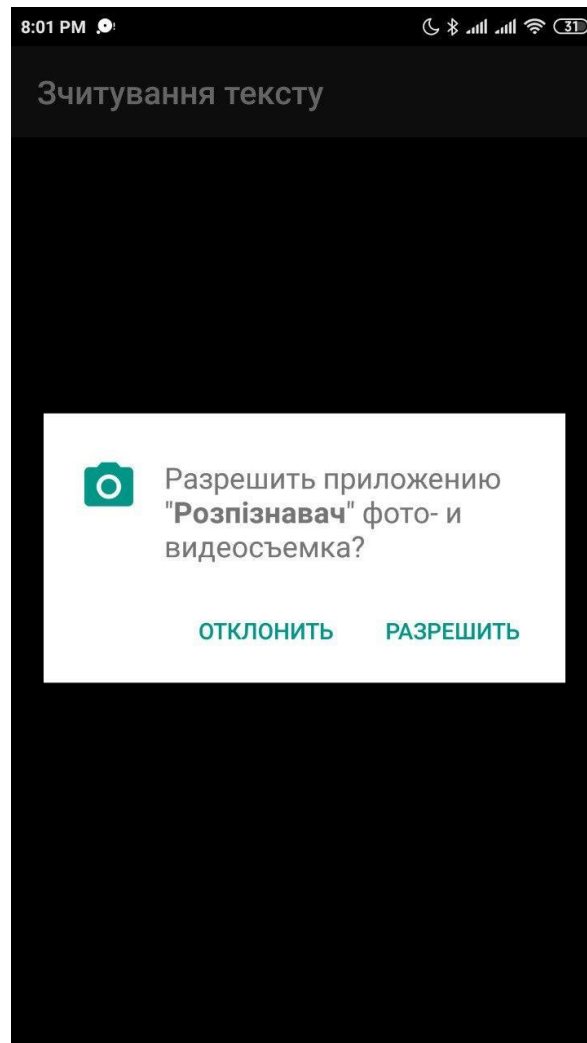 8:01 PM
31
Зчитування тексту
Разрешить приложению
"Розпізнавач" фото- и
видеосъемка?
ОТКЛОНИТЬ РАЗРЕШИТЬ